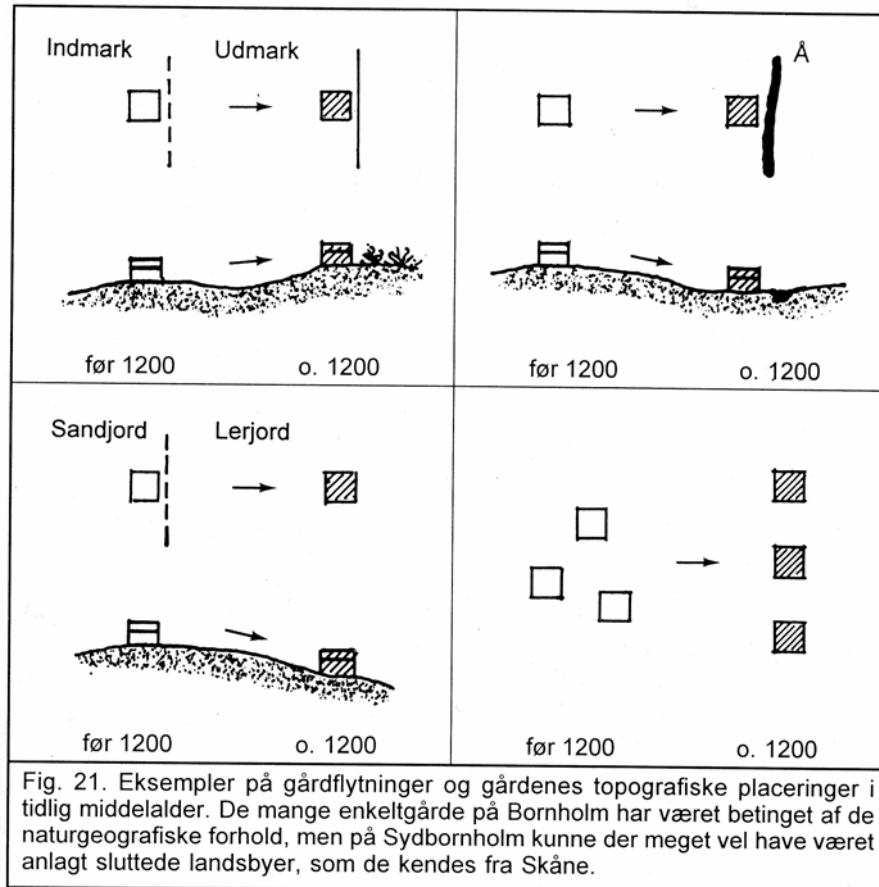 Indmark Udmark
før 1200 o. 1200
Å
før 1200 o. 1200
Sandjord Lerjord
før 1200 o. 1200
før 1200 o. 1200
Fig. 21. Eksempler på gårdflytninger og gårdenes topografiske placeringer i
tidlig middelalder. De mange enkeltgårde på Bornholm har været betinget af de
naturgeografiske forhold, men på Sydbornholm kunne der meget vel have været
anlagt sluttede landsbyer, som de kendes fra Skåne.